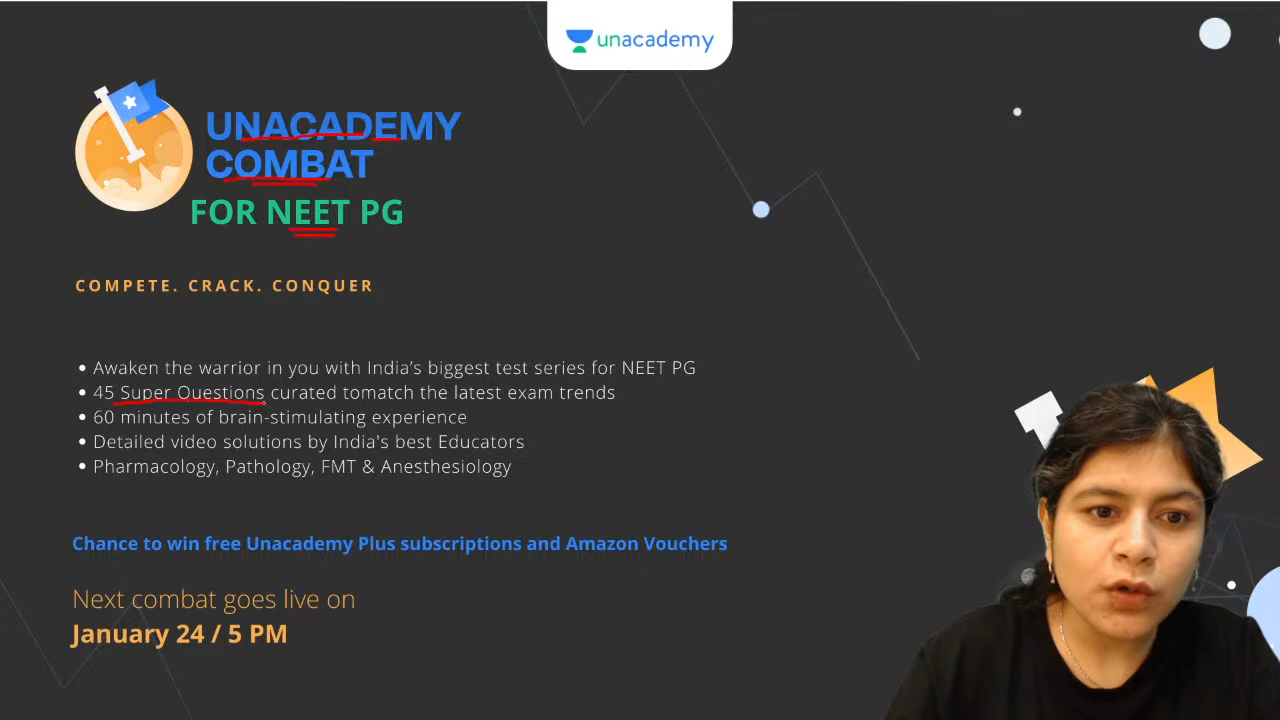 unacademy
UNACADEMY
COMBAT
FOR NEET PG
COMPETE. CRACK. CONQUER
• Awaken the warrior in you with India's biggest test series for NEET PG
• 45 Super Questions curated tomatch the latest exam trends
• 60 minutes of brain-stimulating experience
• Detailed video solutions by India's best Educators
• Pharmacology, Pathology, FMT & Anesthesiology
Chance to win free Unacademy Plus subscriptions and Amazon Vouchers
Next combat goes live on
January 24 / 5 PM